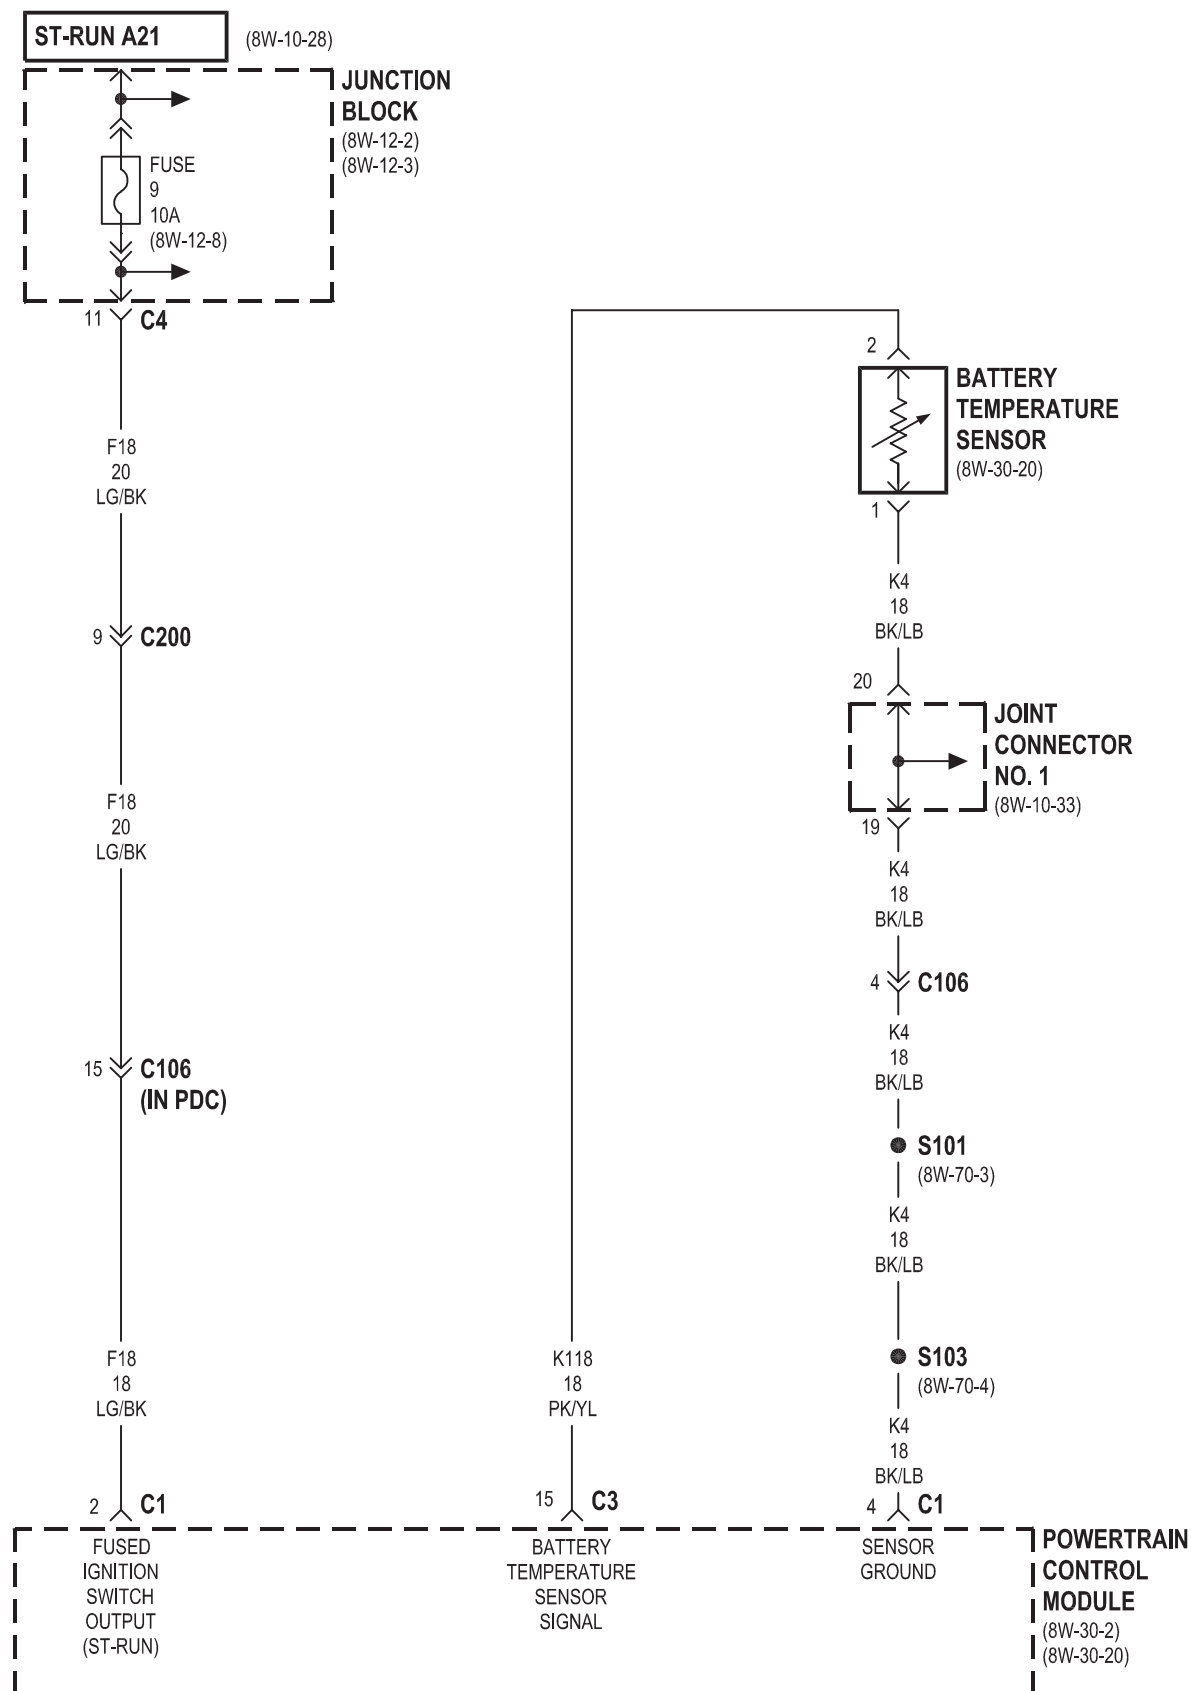 ST-RUN A21
(8W-10-28)
JUNCTION
BLOCK
(8W-12-2)
(8W-12-3)
FUSE
9
10A
(8W-12-8)
11
C4
F18
20
LG/BK
9
C200
F18
20
LG/BK
15
C106
(IN PDC)
F18
18
LG/BK
2
C1
FUSED
IGNITION
SWITCH
OUTPUT
(ST-RUN)
K118
18
PK/YL
15
C3
BATTERY
TEMPERATURE
SENSOR
SIGNAL
2
BATTERY
TEMPERATURE
SENSOR
(8W-30-20)
1
K4
18
BK/LB
20
JOINT
CONNECTOR
NO. 1
(8W-10-33)
19
K4
18
BK/LB
4
C106
K4
18
BK/LB
S101
(8W-70-3)
K4
18
BK/LB
S103
(8W-70-4)
K4
18
BK/LB
4
C1
SENSOR
GROUND
POWERTRAIN
CONTROL
MODULE
(8W-30-2)
(8W-30-20)